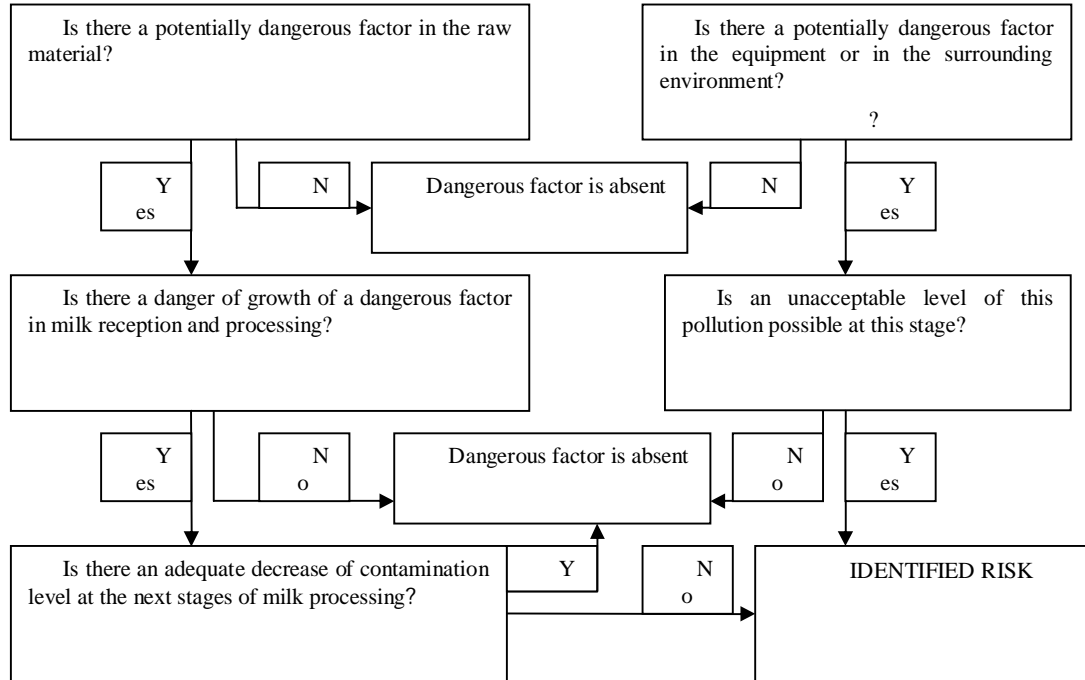 Is there a potentially dangerous factor in the raw
material?
Is there a potentially dangerous factor
in the equipment or in the surrounding
environment?
?
Y
es
N
Dangerous factor is absent
N
Y
es
Is there a danger of growth of a dangerous factor
in milk reception and processing?
Is an unacceptable level of this
pollution possible at this stage?
Y
es
N
o
Dangerous factor is absent
N
o
Y
es
Is there an adequate decrease of contamination
level at the next stages of milk processing?
Y
N
o
IDENTIFIED RISK